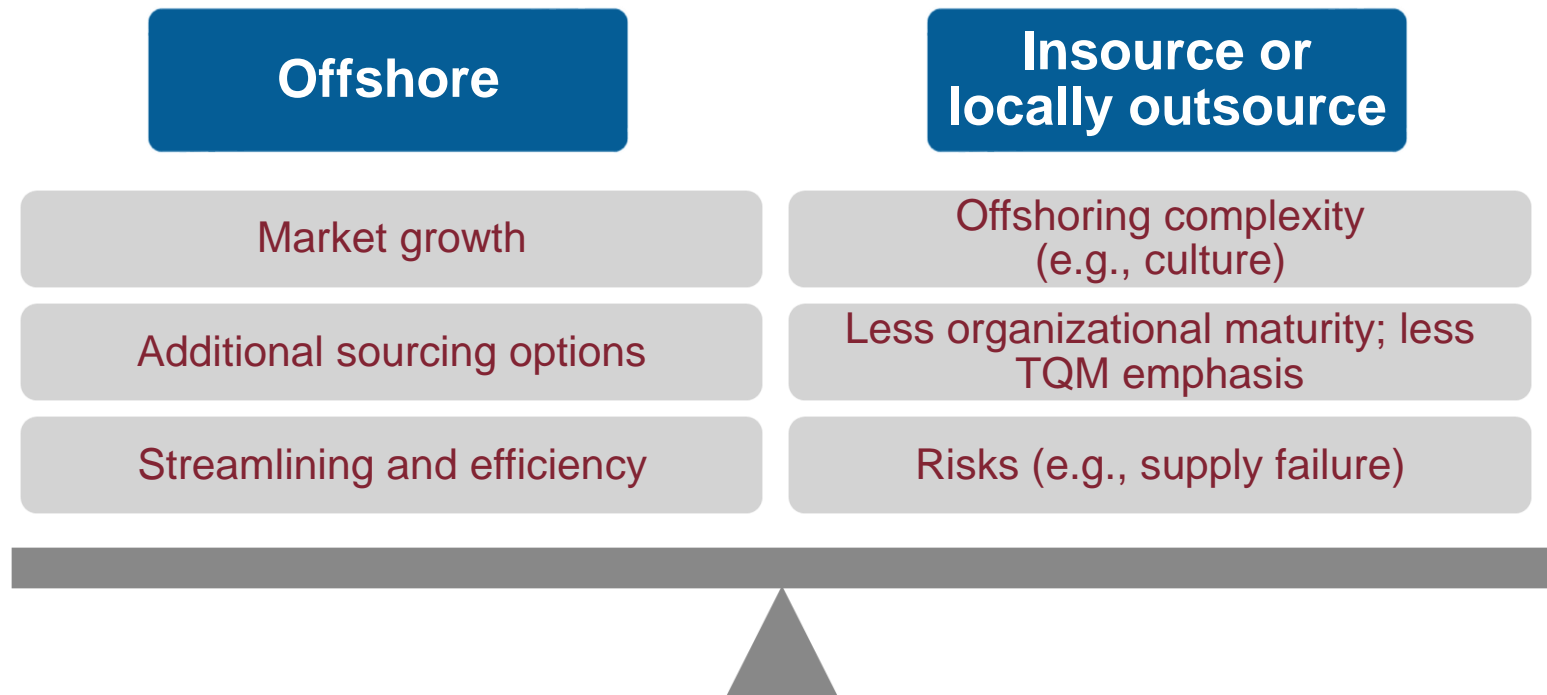 Offshore
Insource or
locally outsource
Market growth
Offshoring complexity
(e.g., culture)
Additional sourcing options
Less organizational maturity; less
TQM emphasis
Streamlining and efficiency
Risks (e.g., supply failure)